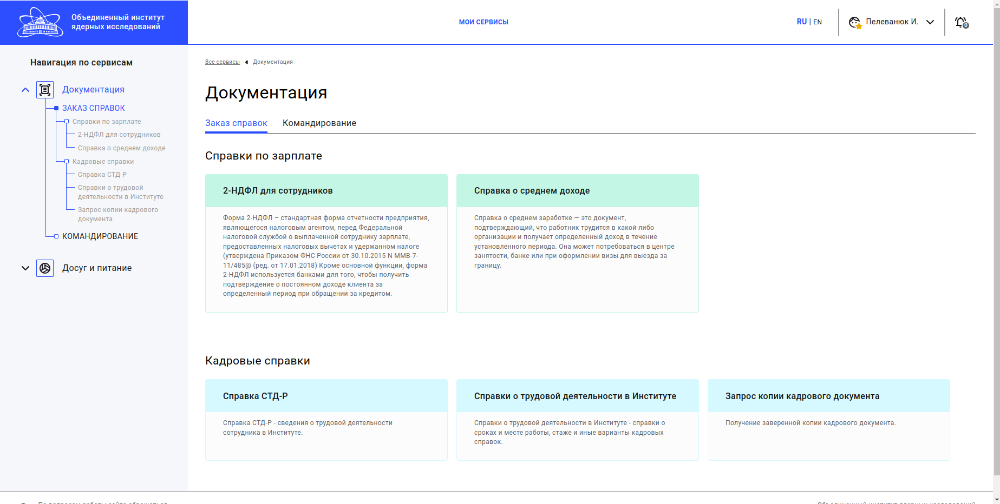 Объединенный институт
ядерных исследований
МОИ СЕРВИСЫ
RU | EN
Пелеванюк И.
0
Навигация по сервисам
Документация
ЗАКАЗ СПРАВОК
Справки по зарплате
2-НДФЛ для сотрудников
Справка о среднем доходе
Кадровые справки
Справка СТД-Р
Справки о трудовой
деятельности в Институте
Запрос копии кадрового
документа
КОМАНДИРОВАНИЕ
Досуг и питание
Все сервисы
Документация
Документация
Заказ справок
Командирование
Справки по зарплате
2-НДФЛ для сотрудников
Форма 2-НДФЛ – стандартная форма отчетности предприятия,
являющегося налоговым агентом, перед Федеральной
налоговой службой о выплаченной сотруднику зарплате,
предоставленных налоговых вычетах и удержанном налоге
(утверждена Приказом ФНС России от 30.10.2015 N ММВ-7-
11/485@ (ред. от 17.01.2018) Кроме основной функции, форма
2-НДФЛ используется банками для того, чтобы получить
подтверждение о постоянном доходе клиента за
определенный период при обращении за кредитом.
Справка о среднем доходе
Справка о среднем заработке — это документ,
подтверждающий, что работник трудится в какой-либо
организации и получает определенный доход в течение
установленного периода. Она может потребоваться в центре
занятости, банке или при оформлении визы для выезда за
границу.
Кадровые справки
Справка СТД-Р
Справка СТД-Р - сведения о трудовой деятельности
сотрудника в Институте.
Справки о трудовой деятельности в Институте
Справки о трудовой деятельности в Институте - справки о
сроках и месте работы, стаже и иные варианты кадровых
справок.
Запрос копии кадрового документа
Получение заверенной копии кадрового документа.